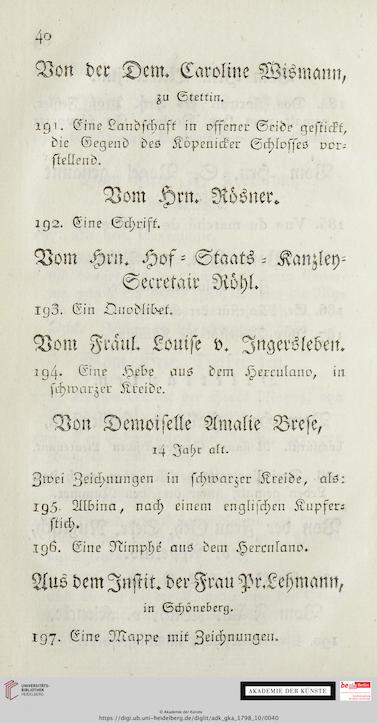 40
Von der Dem. Caroline Wismann,
zu Stettin.
191. Eine Landschaft in offener Seide gestickt,
die Gegend des Köpenicker Schlosses vor-
stellend.
Vom Hrn. Rösner.
192. Eine Schrift.
Vom Hrn. Hof-Staats-Kanzley-
Secretair Röhl.
193. Ein Quodlibet.
Vom Fräul. Louise v. Ingersleben.
194. Eine Hebe aus dem Herculano, in
schwarzer Kreide.
Von Demoiselle Amalie Brese,
14 Jahr alt.
Zwei Zeichnungen in schwarzer Kreide, als:
195. Albina, nach einem englischen Kupfer-
stich.
196. Eine Nimphé aus dem Herculano.
Aus dem Instit. der Frau Pr. Lehmann,
in Schöneberg.
197. Eine Mappe mit Zeichnungen.
UNIVERSITÄTS-
BIBLIOTHEK
HEIDELBERG
AKADEMIE DER KÜNSTE
be Berlin
© Akademie der Künste
https://digi.ub.uni-heidelberg.de/diglit/adk_gka_1798_10/0040